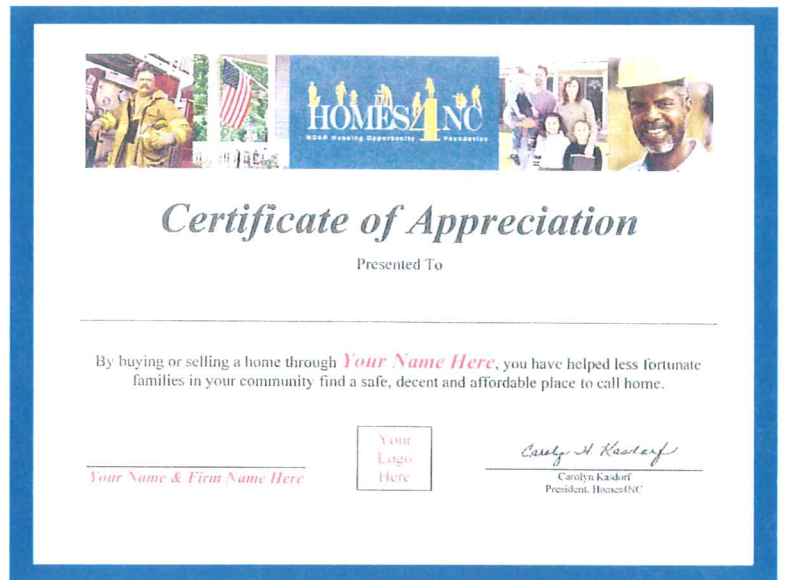 HOMES4NC
NCAR Housing Opportunity Foundation
Certificate of Appreciation
Presented To
By buying or selling a home through Your Name Here, you have helped less fortunate
families in your community find a safe, decent and affordable place to call home.
Your
Logo
Here
Carolyn H Kasdorf
Your Name & Firm Name Here
Carolyn Kasdorf
President, Homes4NC